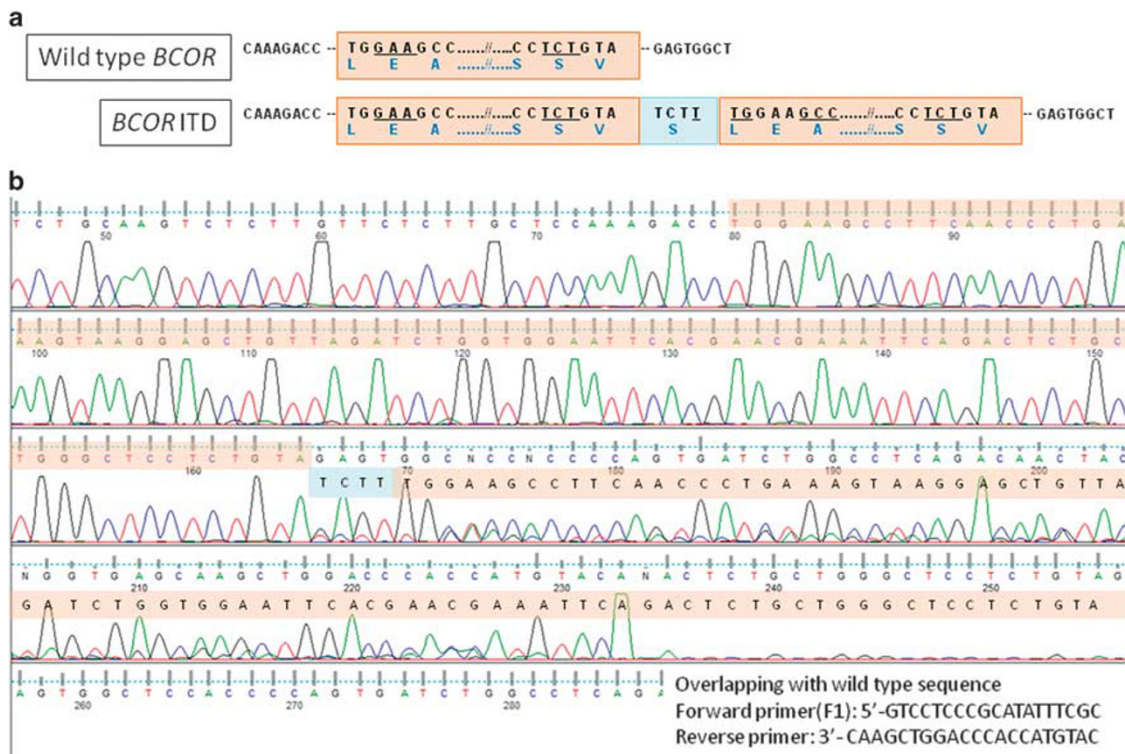 a
Wild type BCOR
CAAAGACC -- TGGAAGCC......//.....CCTCTGTA -- GAGTGGCT
L E A ......//.....S S V
BCOR ITD
CAAAGACC -- TGGAAGCC......//.....CCTCTGTA TCTT TGGAAGCC......//.....CCTCTGTA -- GAGTGGCT
L E A ......//.....S S V S L E A ......//.....S S V
b
T C T G C A A G T C T C T T G T T C T C T T G C T C C A A A G A C C T G G A A G C C T T C A A C C C T G A
50 60 70 80 90
A A G T A A G G A G C T G T T A G A T C T G G T G G A A T T C A C G A A C G A A A T T C A G A C T C T G C
100 110 120 130 140 150
T G G G C T C C T C T G T A G A G T G G C N C C N C C C C A G T G A T C T G G C C T C A G A C A A C T A C
160 70 180 190 200
T C T T T G G A A G C C T T C A A C C C T G A A A G T A A G G A G C T G T T A
N G G T G A G C A A G C T G G A C C C A C C A T G T A C A N A C T C T G C T G G G C T C C T C T G T A G
210 220 230 240 250
G A T C T G G T G G A A T T C A C G A A C G A A A T T C A G A C T C T G C T G G G C T C C T C T G T A
A G T G G C T C C A C C C C A G T G A T C T G G C C T C A G A
260 270 280
Overlapping with wild type sequence
Forward primer(F1): 5'-GTCCTCCCGCATATTTCGC
Reverse primer: 3'- CAAGCTGGACCCACCATGTAC